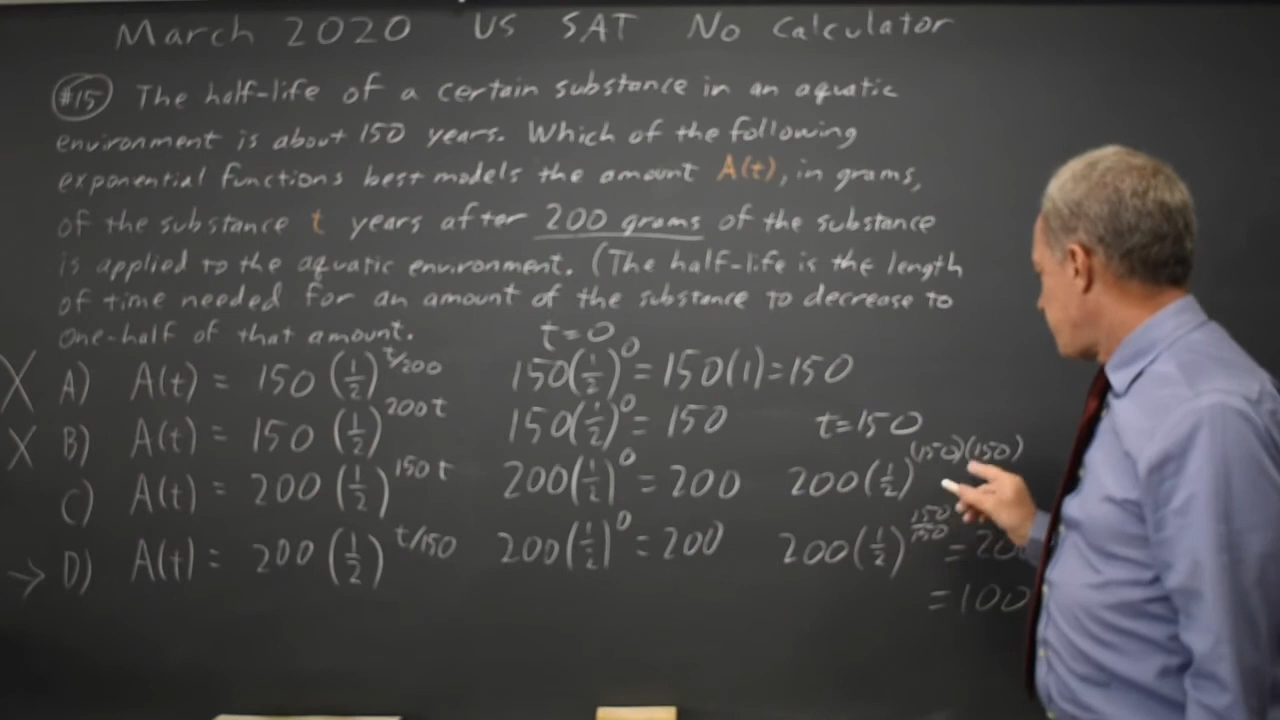 March 2020 US SAT No Calculator
#15 The half-life of a certain substance in an aquatic
environment is about 150 years. Which of the following
exponential functions best models the amount A(t), in grams,
of the substance t years after 200 grams of the substance
is applied to the aquatic environment. (The half-life is the length
of time needed for an amount of the substance to decrease to
one-half of that amount.
t=0
X A) A(t) = 150 (1/2)^t/200 150(1/2)^0 = 150(1) = 150
X B) A(t) = 150 (1/2)^200t 150(1/2)^0 = 150 t=150
C) A(t) = 200 (1/2)^150t 200(1/2)^0 = 200 200(1/2)^(150)(150)
→ D) A(t) = 200 (1/2)^t/150 200(1/2)^0 = 200 200(1/2)^150/150 =
= 100